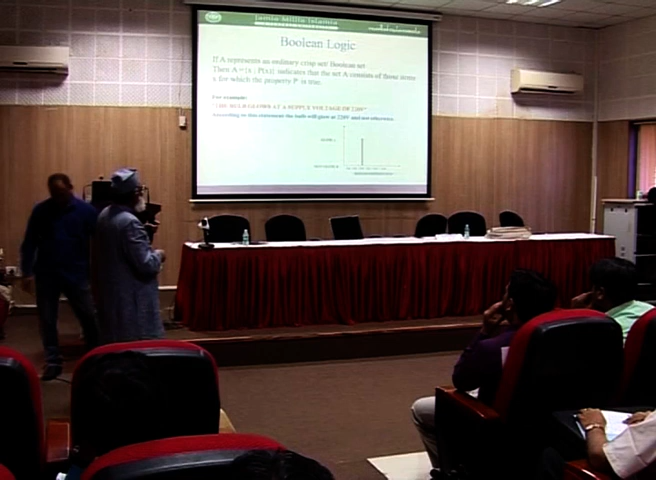 Jamia Millia Islamia
Boolean Logic
If A represents an ordinary crisp set/ Boolean set
Then A = {x : P(x)} indicates that the set A consists of those items
x for which the property P is true.
For example:
"THE BULB GLOWS AT A SUPPLY VOLTAGE OF 220V"
According to this statement the bulb will glow at 220V and not otherwise.